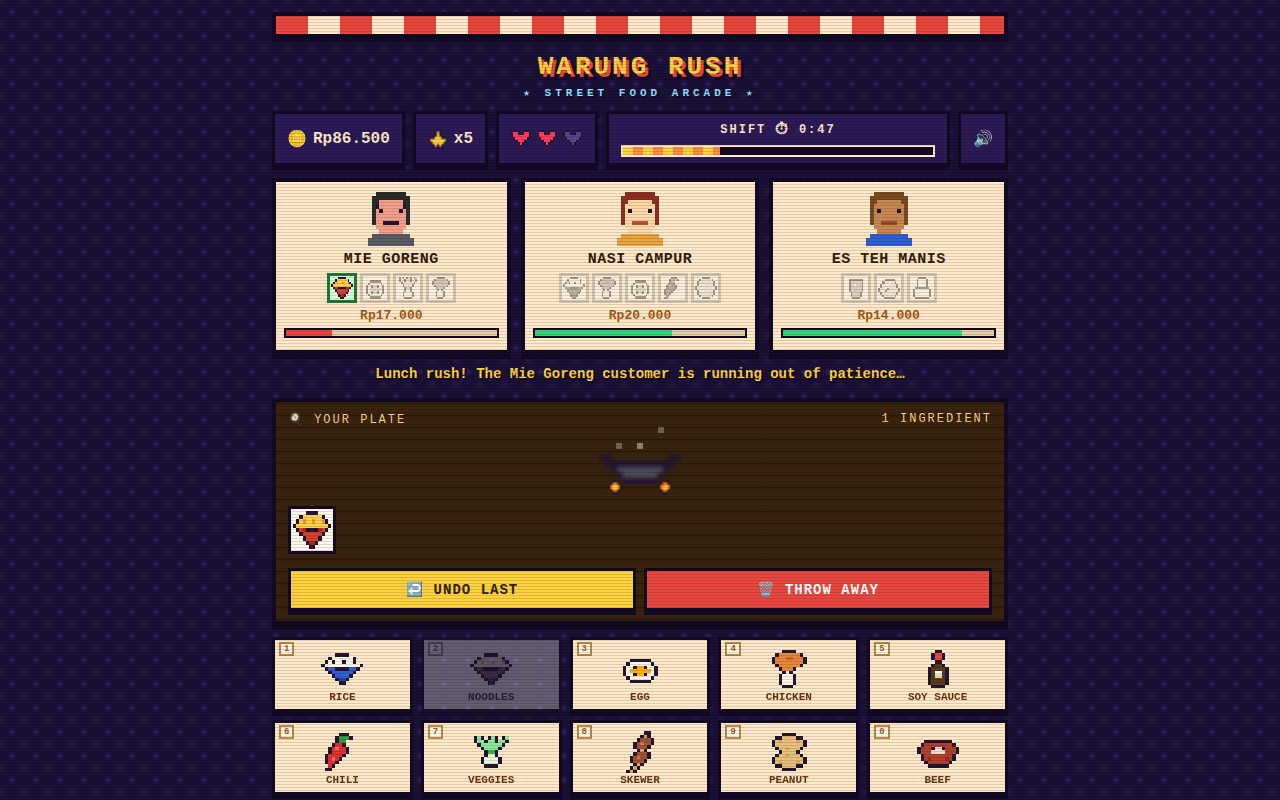 WARUNG RUSH
★ STREET FOOD ARCADE ★
Rp86.500
x5
SHIFT ⏱ 0:47
MIE GORENG
Rp17.000
NASI CAMPUR
Rp20.000
ES TEH MANIS
Rp14.000
Lunch rush! The Mie Goreng customer is running out of patience…
YOUR PLATE
1 INGREDIENT
UNDO LAST
THROW AWAY
1
RICE
2
NOODLES
3
EGG
4
CHICKEN
5
SOY SAUCE
6
CHILI
7
VEGGIES
8
SKEWER
9
PEANUT
0
BEEF